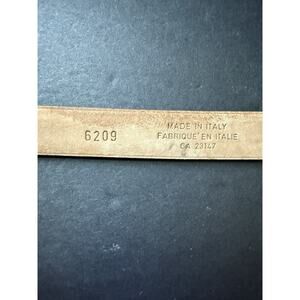 6209
MADE IN ITALY
FABRIQUE EN ITALIE
CA 23147